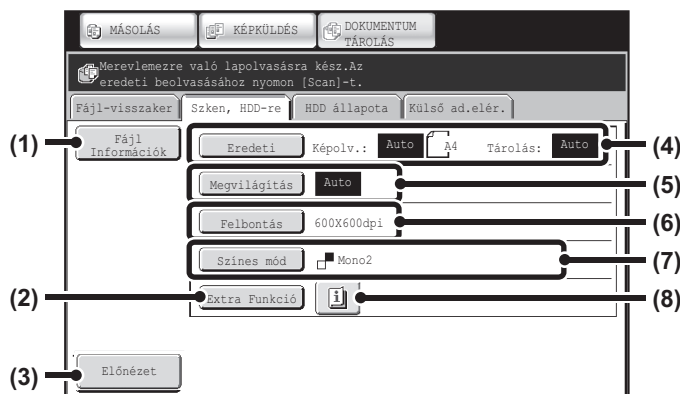 MÁSOLÁS
KÉPKÜLDÉS
DOKUMENTUM
TÁROLÁS
Merevlemezre való lapolvasásra kész.Az
eredeti beolvasásához nyomon [Scan]-t.
Fájl-visszaker
Szken, HDD-re
HDD állapota
Külső ad.elér.
(1)
Fájl
Információk
Eredeti
Képolv.:
Auto
A4
Tárolás:
Auto
(4)
Megvilágítás
Auto
(5)
Felbontás
600X600dpi
(6)
Színes mód
Mono2
(7)
(2)
Extra Funkció
(8)
(3)
Előnézet